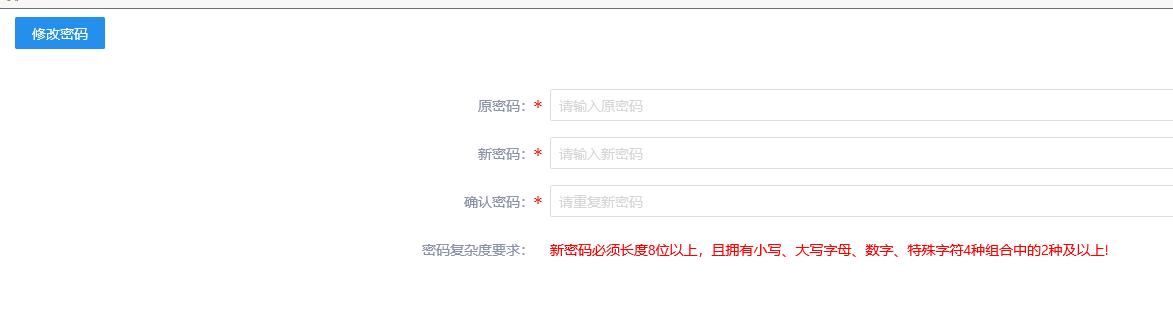 修改密码
原密码：* 请输入原密码
新密码：* 请输入新密码
确认密码：* 请重复新密码
密码复杂度要求： 新密码必须长度8位以上，且拥有小写、大写字母、数字、特殊字符4种组合中的2种及以上!